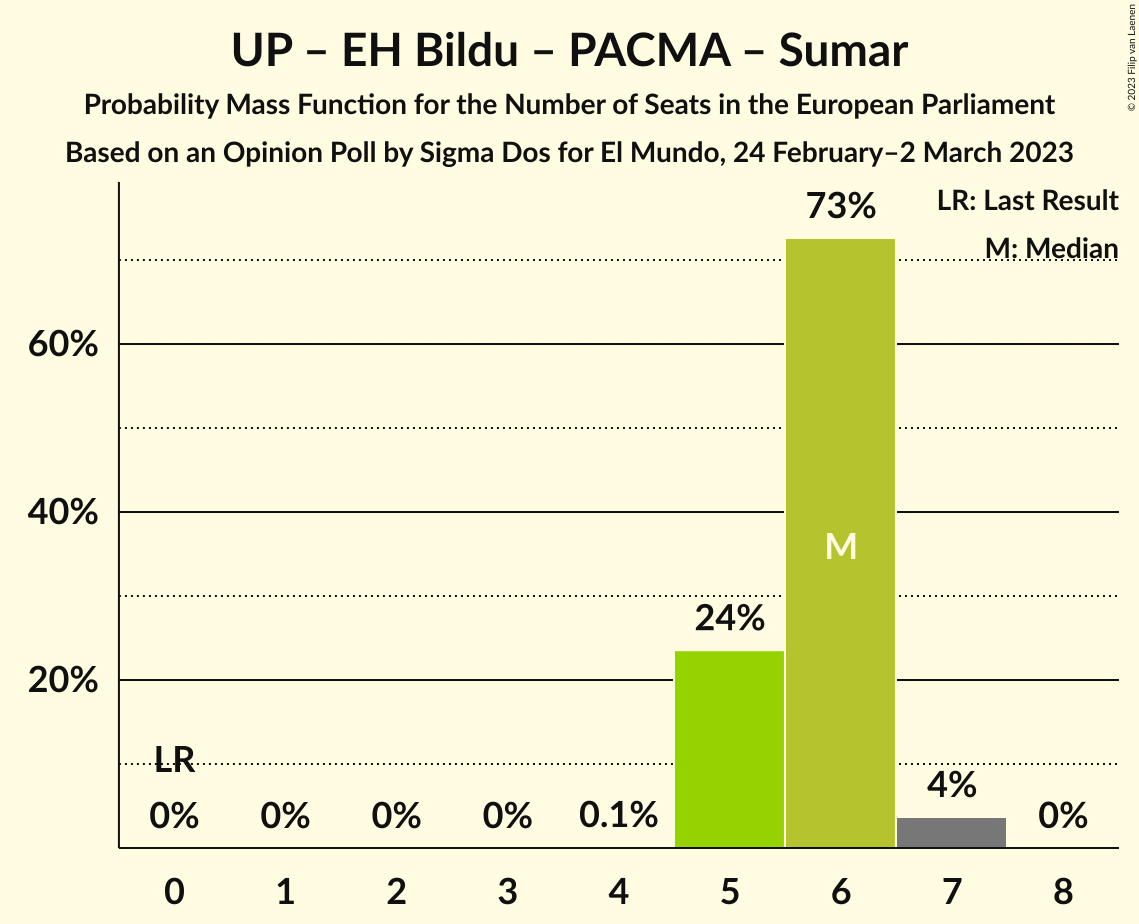 UP – EH Bildu – PACMA – Sumar
Probability Mass Function for the Number of Seats in the European Parliament
Based on an Opinion Poll by Sigma Dos for El Mundo, 24 February–2 March 2023
© 2023 Filip van Laenen
LR: Last Result
M: Median
73%
60%
40%
M
24%
20%
LR
0% 0% 0% 0% 0.1% 4% 0%
0 1 2 3 4 5 6 7 8